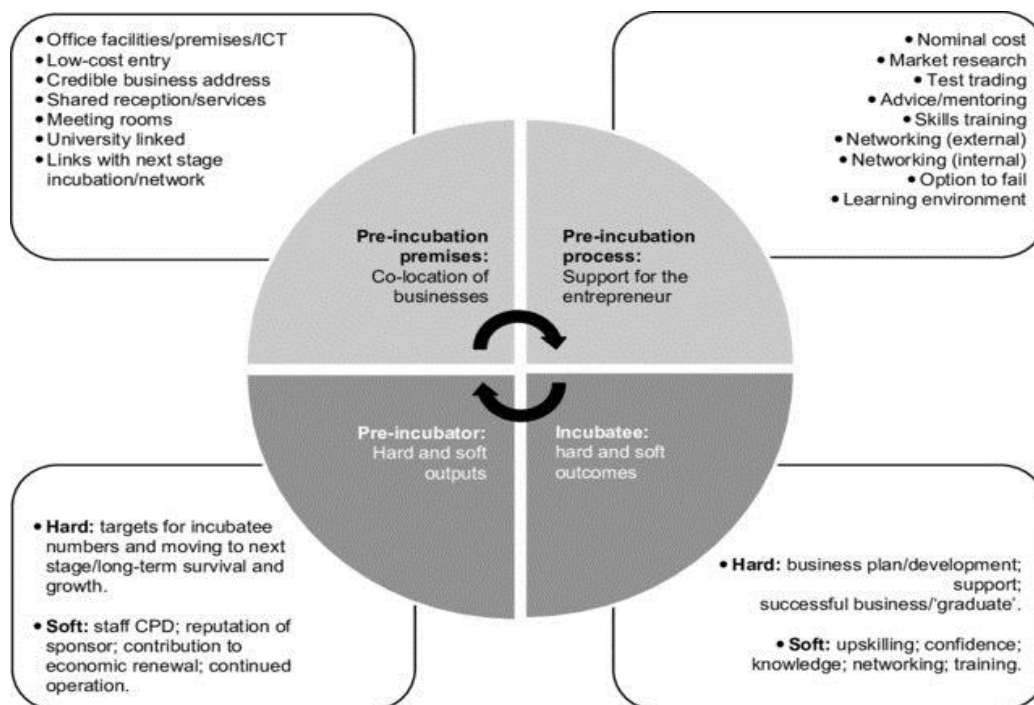 • Office facilities/premises/ICT
• Low-cost entry
• Credible business address
• Shared reception/services
• Meeting rooms
• University linked
• Links with next stage
incubation/network
• Nominal cost
• Market research
• Test trading
• Advice/mentoring
• Skills training
• Networking (external)
• Networking (internal)
• Option to fail
• Learning environment
Pre-incubation
premises:
Co-location of
businesses
Pre-incubation
process:
Support for the
entrepreneur
Pre-incubator:
Hard and soft
outputs
Incubatee:
hard and soft
outcomes
• Hard: targets for incubatee
numbers and moving to next
stage/long-term survival and
growth.
• Soft: staff CPD; reputation of
sponsor; contribution to
economic renewal; continued
operation.
• Hard: business plan/development;
support;
successful business/‘graduate’.
• Soft: upskilling; confidence;
knowledge; networking; training.